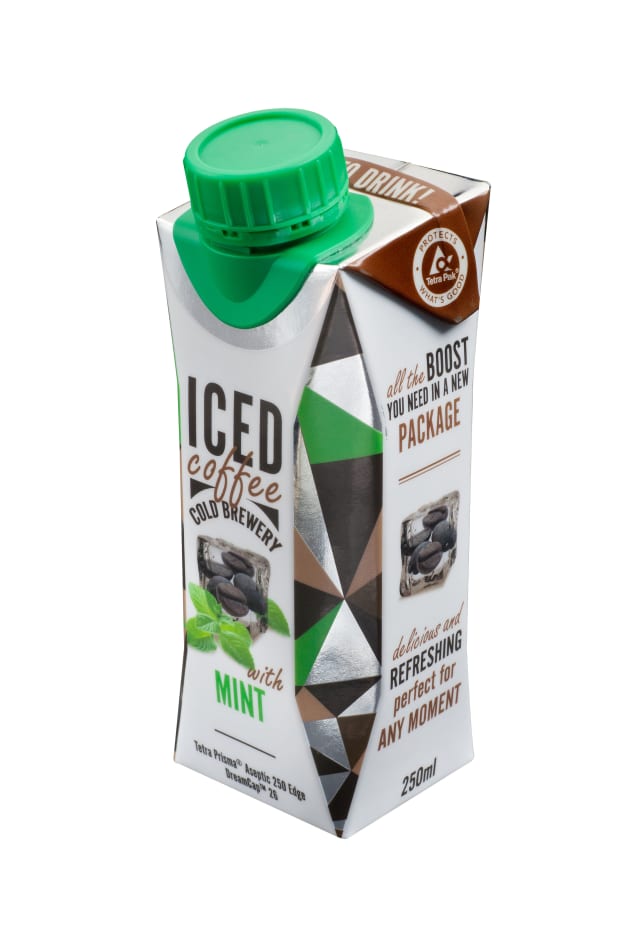 TO DRINK!
PROTECTS
Tetra Pak®
WHAT'S GOOD
ICED
coffee
COLD BREWERY
with
MINT
Tetra Prisma® Aseptic 250 Edge
DreamCap™ 26
all the BOOST
YOU NEED IN A NEW
PACKAGE
delicious and
REFRESHING
perfect for
ANY MOMENT
250ml